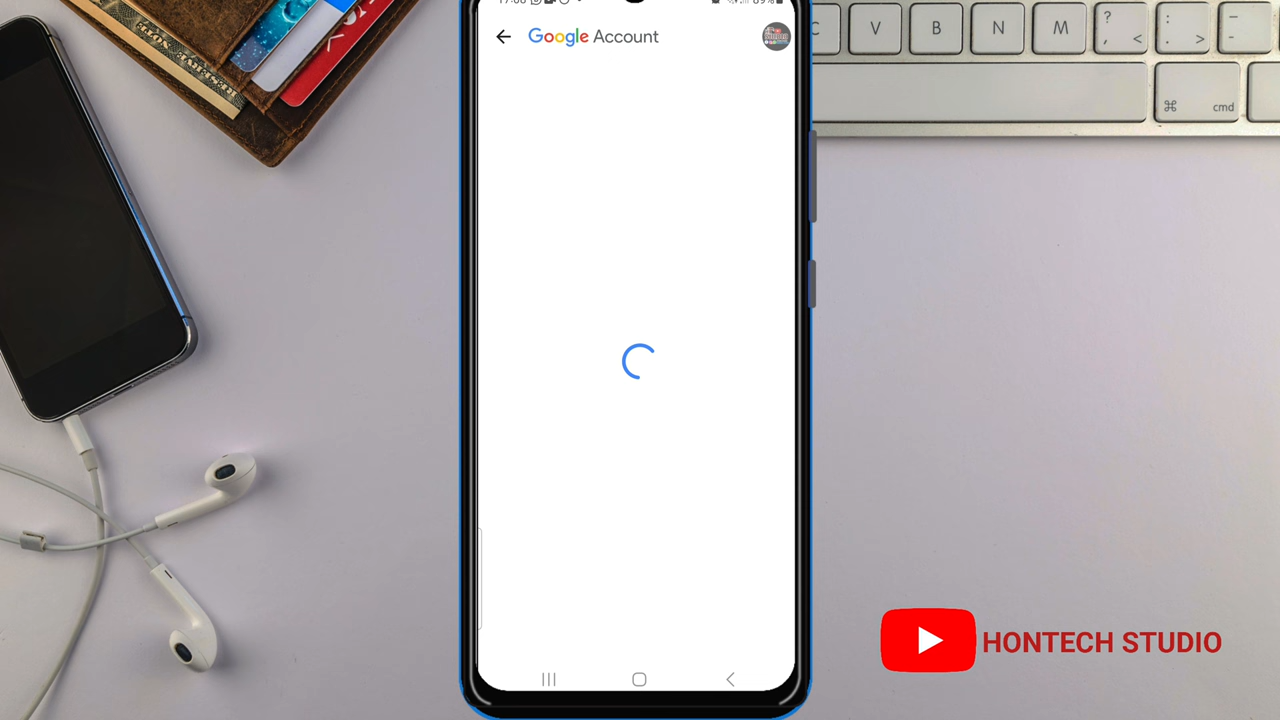 Google Account
C V B N M ? , < : . > — -
⌘ cmd
HONTECH STUDIO